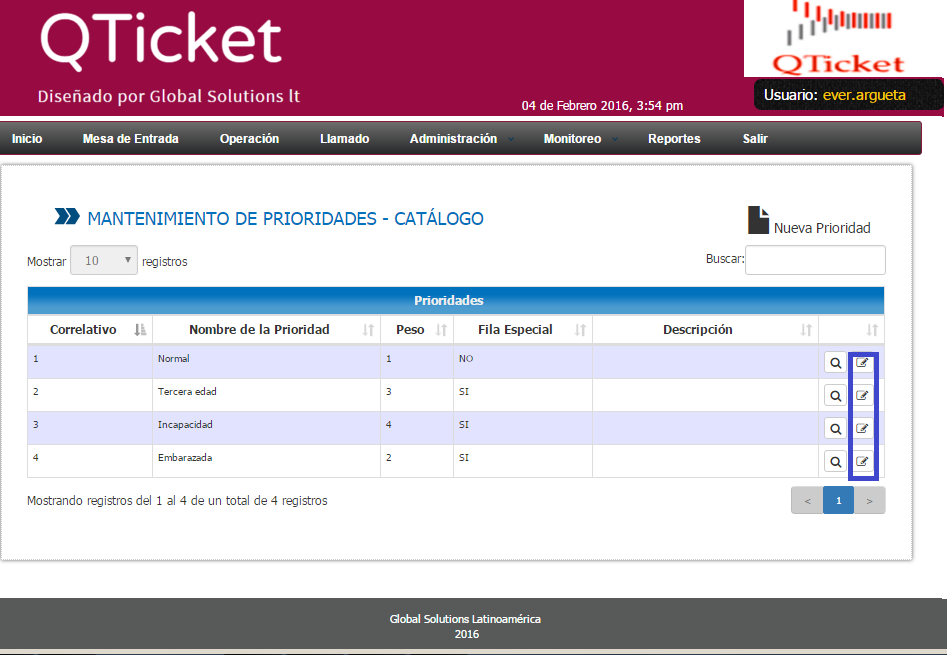 QTicket
QTicket
Diseñado por Global Solutions lt
04 de Febrero 2016, 3:54 pm
Usuario: ever.argueta
Inicio Mesa de Entrada Operación Llamado Administración Monitoreo Reportes Salir
MANTENIMIENTO DE PRIORIDADES - CATÁLOGO
Nueva Prioridad
Mostrar 10 registros
Buscar:
Prioridades
Correlativo Nombre de la Prioridad Peso Fila Especial Descripción
1 Normal 1 NO
2 Tercera edad 3 SI
3 Incapacidad 4 SI
4 Embarazada 2 SI
Mostrando registros del 1 al 4 de un total de 4 registros
< 1 >
Global Solutions Latinoamérica
2016